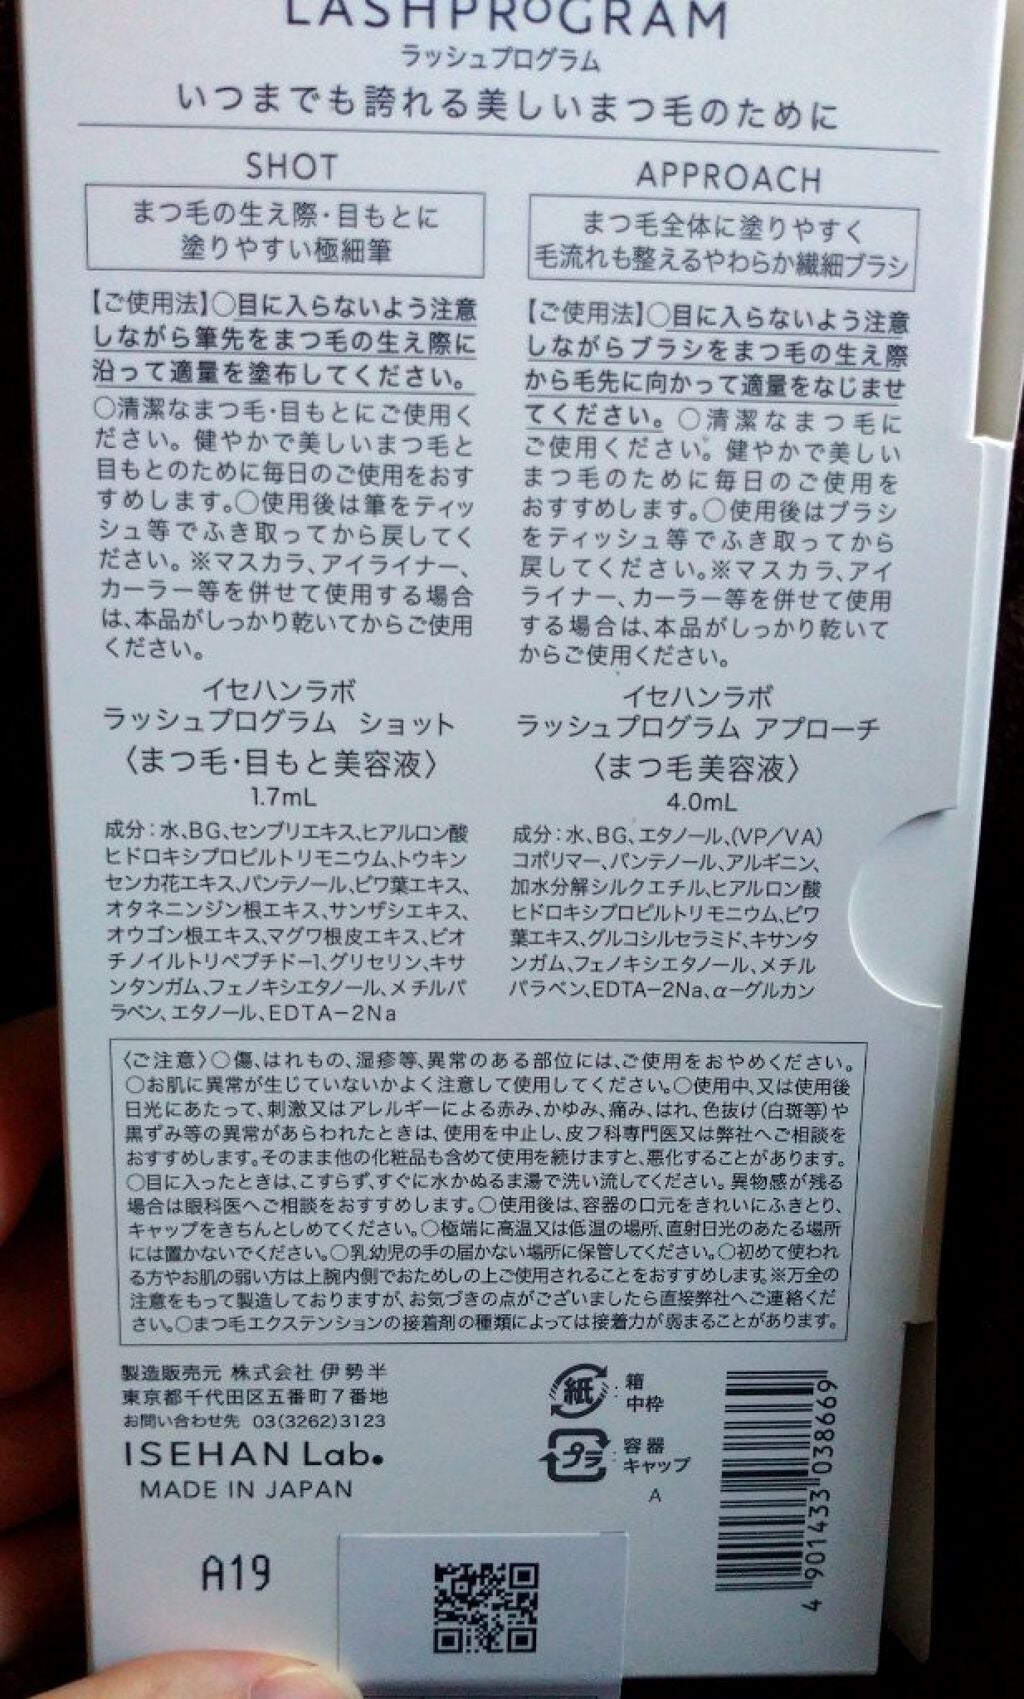 LASHPROGRAM
ラッシュプログラム
いつまでも誇れる美しいまつ毛のために
SHOT
まつ毛の生え際・目もとに
塗りやすい極細筆
【ご使用法】○目に入らないよう注意
しながら筆先をまつ毛の生え際に
沿って適量を塗布してください。
○清潔なまつ毛・目もとにご使用く
ださい。健やかで美しいまつ毛と
目もとのために毎日のご使用をおす
すめします。○使用後は筆をティッ
シュ等でふき取ってから戻してく
ださい。※マスカラ、アイライナー、
カーラー等を併せて使用する場合
は、本品がしっかり乾いてからご使用
ください。
イセハンラボ
ラッシュプログラム ショット
〈まつ毛・目もと美容液〉
1.7mL
成分：水、BG、センブリエキス、ヒアルロン酸
ヒドロキシプロピルトリモニウム、トウキン
センカ花エキス、パンテノール、ビワ葉エキス、
オタネニンジン根エキス、サンザシエキス、
オウゴン根エキス、マグワ根皮エキス、ビオ
チノイルトリペプチド-1、グリセリン、キサ
ンタンガム、フェノキシエタノール、メチルパ
ラベン、エタノール、EDTA-2Na
APPROACH
まつ毛全体に塗りやすく
毛流れも整えるやわらか繊細ブラシ
【ご使用法】○目に入らないよう注意
しながらブラシをまつ毛の生え際
から毛先に向かって適量をなじませ
てください。○清潔なまつ毛に
ご使用ください。健やかで美しい
まつ毛のために毎日のご使用を
おすすめします。○使用後はブラシ
をティッシュ等でふき取ってから
戻してください。※マスカラ、アイ
ライナー、カーラー等を併せて使用
する場合は、本品がしっかり乾いて
からご使用ください。
イセハンラボ
ラッシュプログラム アプローチ
〈まつ毛美容液〉
4.0mL
成分：水、BG、エタノール、(VP/VA)
コポリマー、パンテノール、アルギニン、
加水分解シルクエチル、ヒアルロン酸
ヒドロキシプロピルトリモニウム、ビワ
葉エキス、グルコシルセラミド、キサンタ
ンガム、フェノキシエタノール、メチル
パラベン、EDTA-2Na、α-グルカン
〈ご注意〉○傷、はれもの、湿疹等、異常のある部位には、ご使用をおやめください。
○お肌に異常が生じていないかよく注意して使用してください。○使用中、又は使用後
日光にあたって、刺激又はアレルギーによる赤み、かゆみ、痛み、はれ、色抜け(白斑等)や
黒ずみ等の異常があらわれたときは、使用を中止し、皮フ科専門医又は弊社へご相談を
おすすめします。そのまま他の化粧品も含めて使用を続けますと、悪化することがあります。
○目に入ったときは、こすらず、すぐに水かぬるま湯で洗い流してください。異物感が残る
場合は眼科医へご相談をおすすめします。○使用後は、容器の口元をきれいにふきとり、
キャップをきちんとしめてください。○極端に高温又は低温の場所、直射日光のあたる場所
には置かないでください。○乳幼児の手の届かない場所に保管してください。○初めて使われ
る方やお肌の弱い方は上腕内側でおためしの上ご使用されることをおすすめします。※万全の
注意をもって製造しておりますが、お気づきの点がございましたら直接弊社へご連絡くだ
さい。○まつ毛エクステンションの接着剤の種類によっては接着力が弱まることがあります。
製造販売元 株式会社 伊勢半
東京都千代田区五番町7番地
お問い合わせ先 03(3262)3123
ISEHAN Lab.
MADE IN JAPAN
紙：箱
中枠
プラ：容器
キャップ
A
4 901433 038669
A19